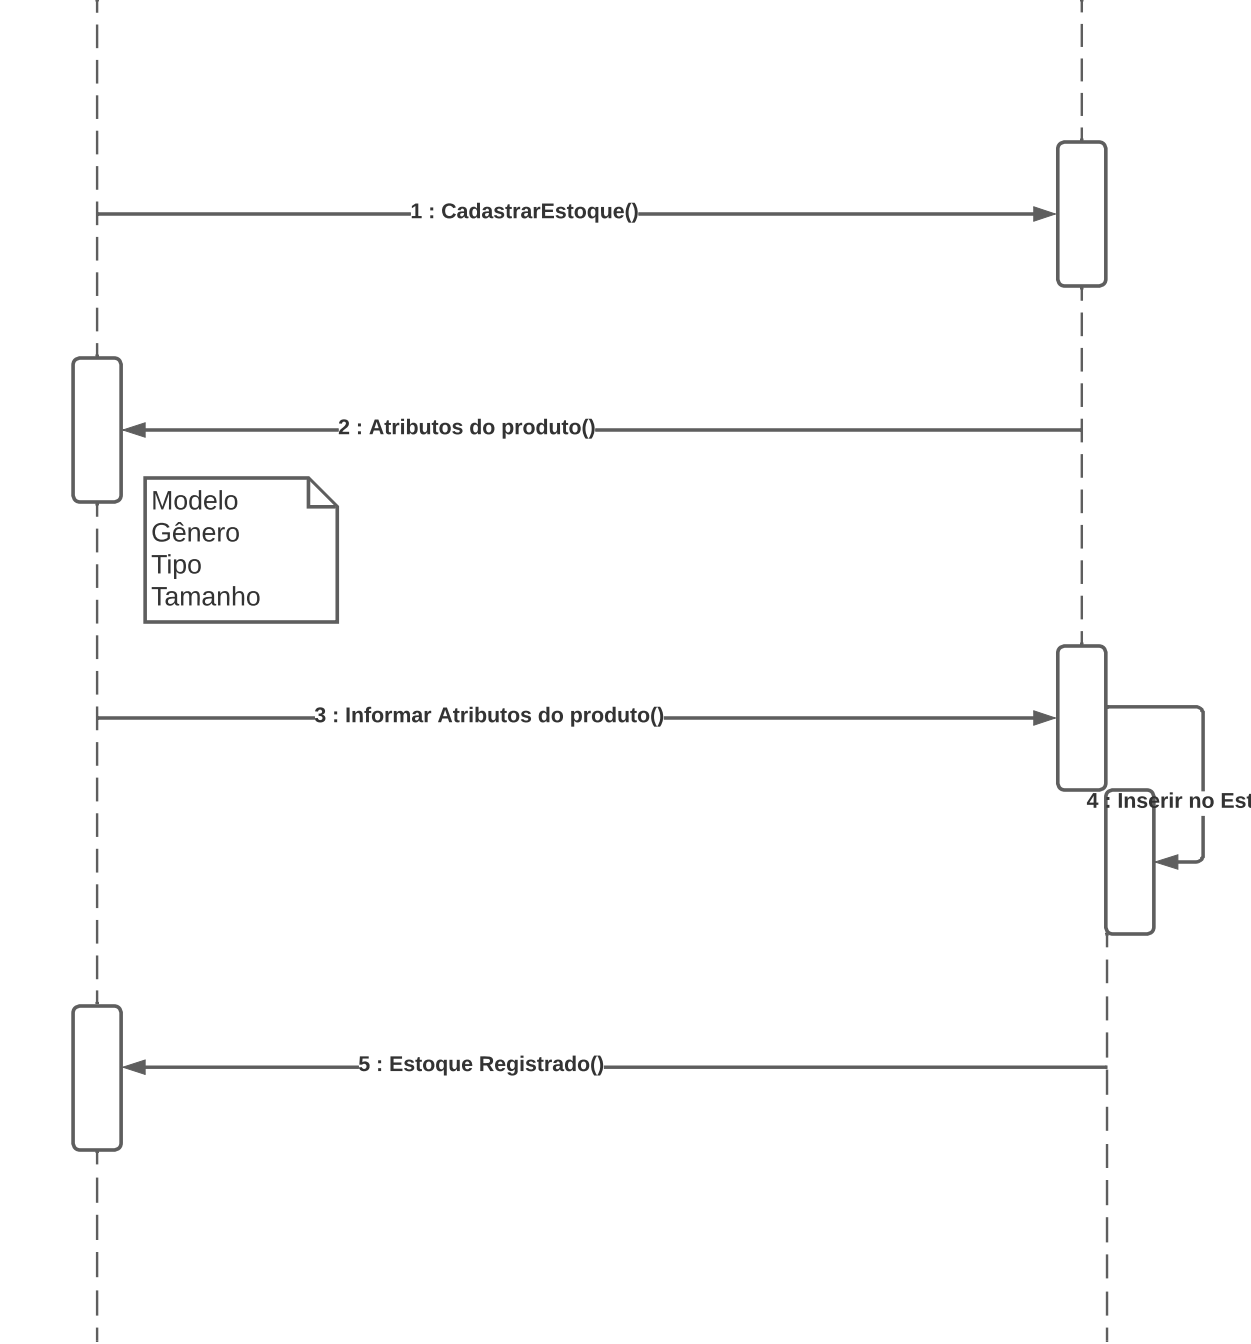 1 : CadastrarEstoque()
2 : Atributos do produto()
Modelo
Gênero
Tipo
Tamanho
3 : Informar Atributos do produto()
4 : Inserir no Est
5 : Estoque Registrado()